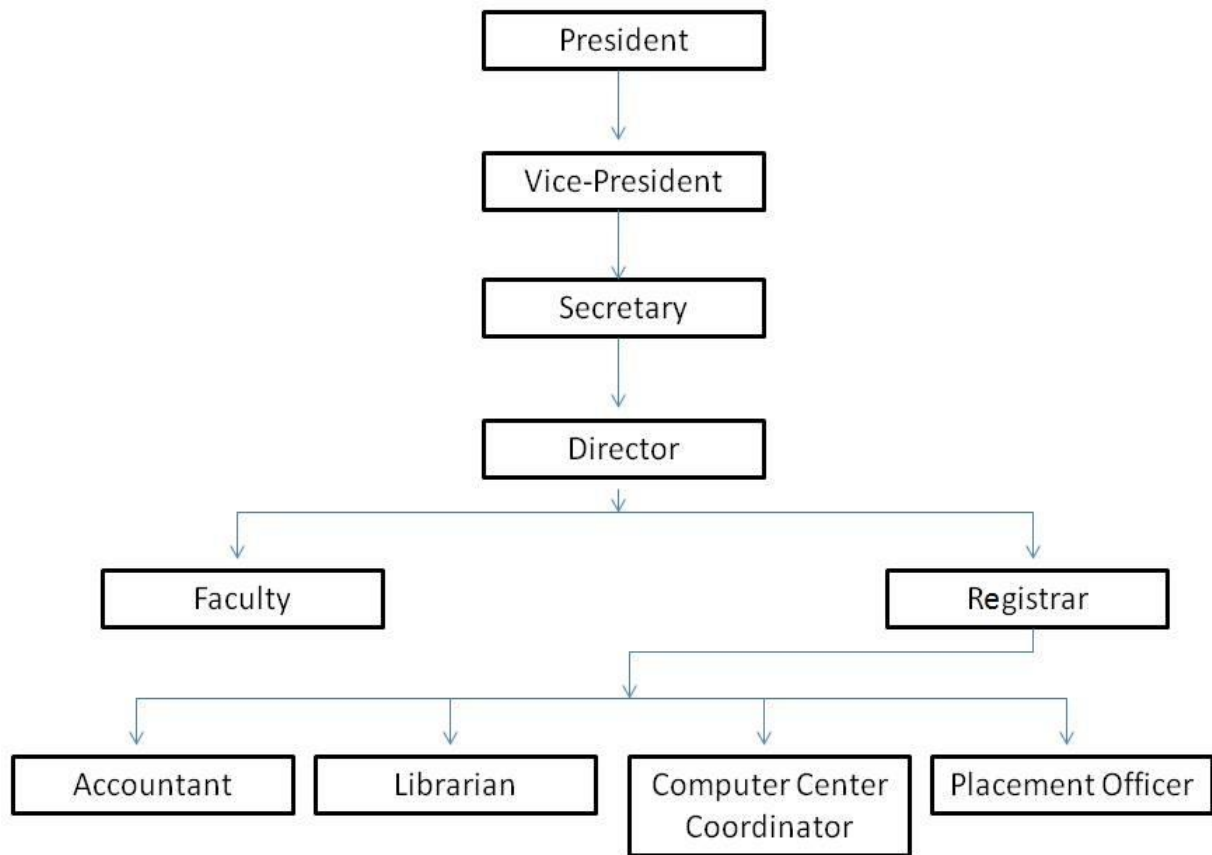 President
Vice-President
Secretary
Director
Faculty
Registrar
Accountant
Librarian
Computer Center
Coordinator
Placement Officer